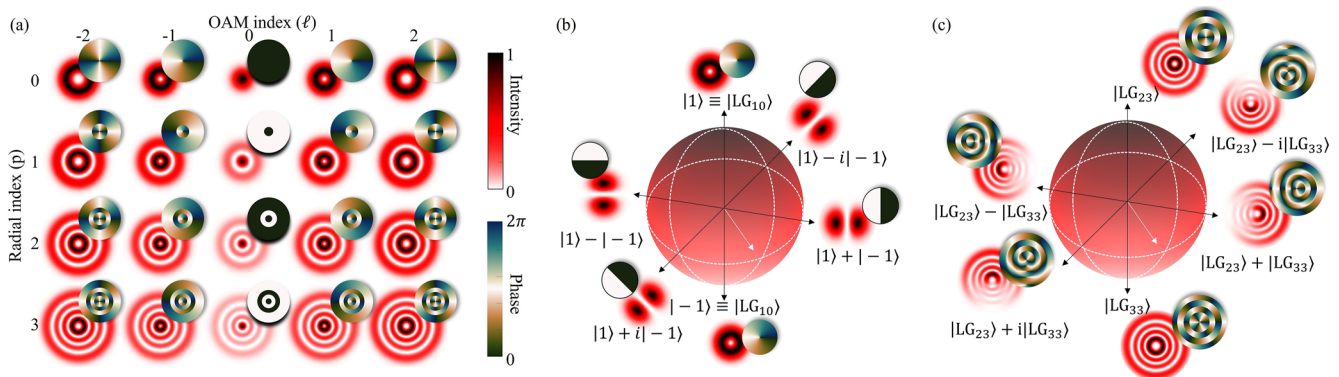 (a)
OAM index (ℓ)
-2 -1 0 1 2
Radial index (p)
0
1
2
3
1
Intensity
0
2π
Phase
0
(b)
|1⟩ ≡ |LG₁₀⟩
|1⟩ − i|−1⟩
|1⟩ − |−1⟩
|1⟩ + |−1⟩
|1⟩ + i|−1⟩
|−1⟩ ≡ |LG₁₀⟩
(c)
|LG₂₃⟩
|LG₂₃⟩ − i|LG₃₃⟩
|LG₂₃⟩ − |LG₃₃⟩
|LG₂₃⟩ + |LG₃₃⟩
|LG₃₃⟩
|LG₂₃⟩ + i|LG₃₃⟩